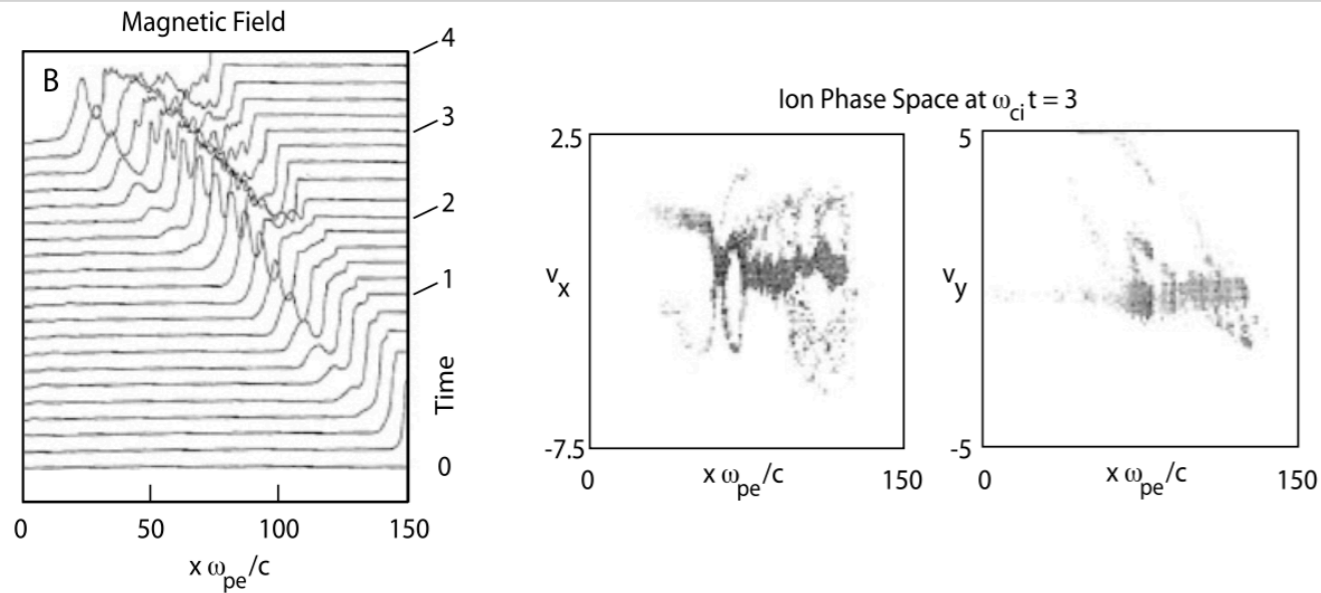 Magnetic Field
B
4
3
2
1
0
Time
0 50 100 150
x ωpe/c
Ion Phase Space at ωci t = 3
2.5
vx
-7.5
0 150
x ωpe/c
5
vy
-5
0 150
x ωpe/c